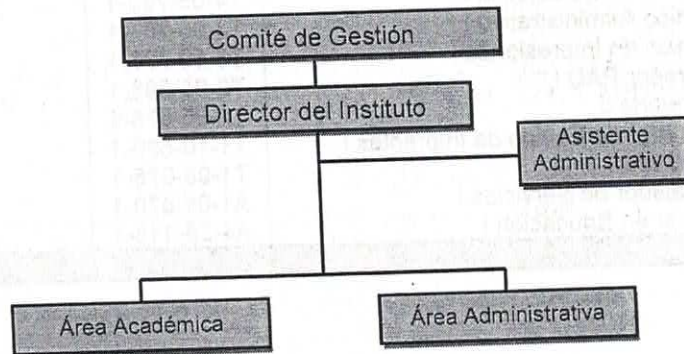 Comité de Gestión
Director del Instituto
Asistente
Administrativo
Área Académica
Área Administrativa